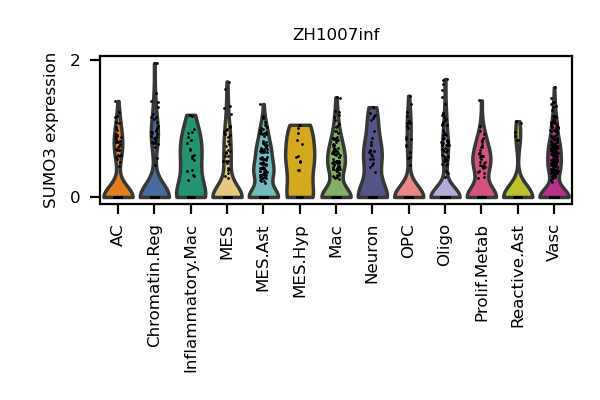 ZH1007inf
SUMO3 expression
2
0
AC
Chromatin.Reg
Inflammatory.Mac
MES
MES.Ast
MES.Hyp
Mac
Neuron
OPC
Oligo
Prolif.Metab
Reactive.Ast
Vasc